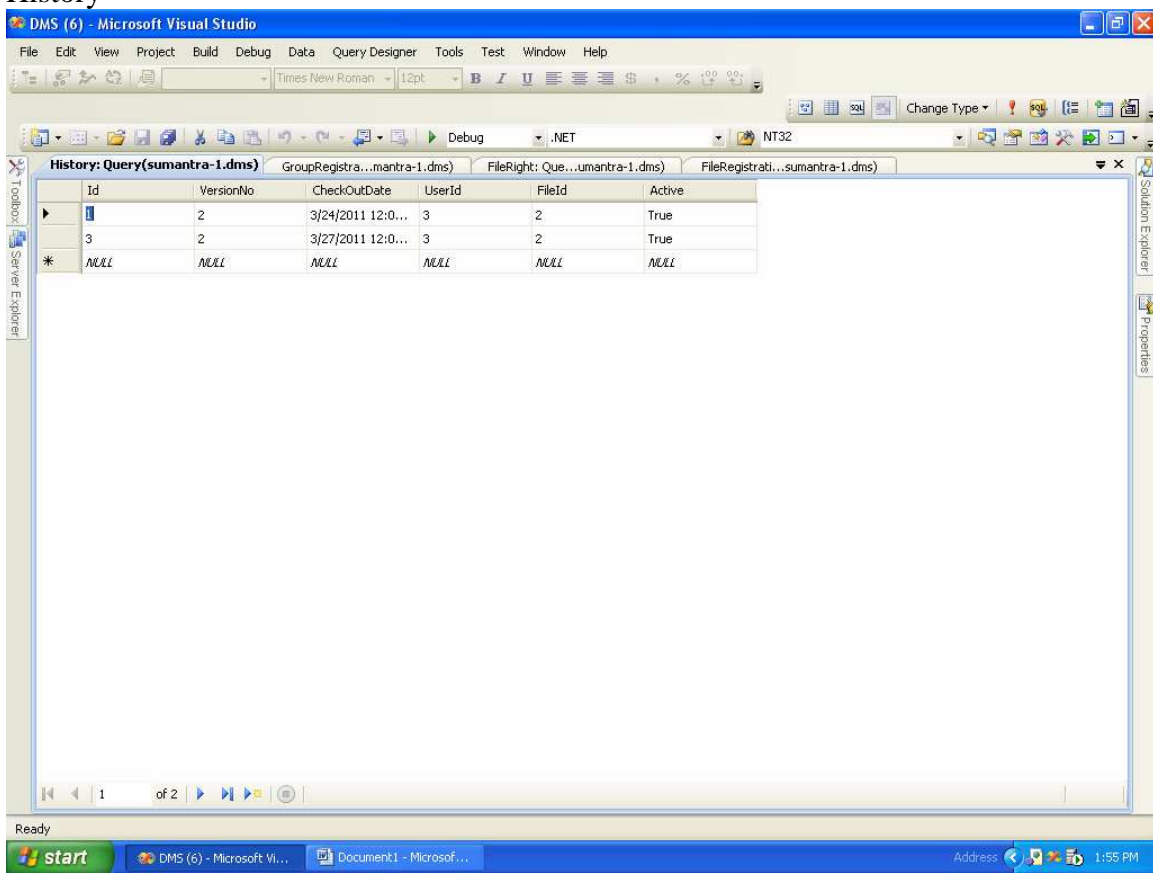 History
DMS (6) - Microsoft Visual Studio
File Edit View Project Build Debug Data Query Designer Tools Test Window Help
Times New Roman 12pt B I U $ , %
SQL Change Type
Debug .NET NT32
History: Query(sumantra-1.dms) GroupRegistra...mantra-1.dms) FileRight: Que...umantra-1.dms) FileRegistrati...sumantra-1.dms)
Toolbox
Server Explorer
Id VersionNo CheckOutDate UserId FileId Active
1 2 3/24/2011 12:0... 3 2 True
3 2 3/27/2011 12:0... 3 2 True
NULL NULL NULL NULL NULL NULL
Solution Explorer
Properties
1 of 2
Ready
start DMS (6) - Microsoft Vi... Document1 - Microsof... Address 1:55 PM